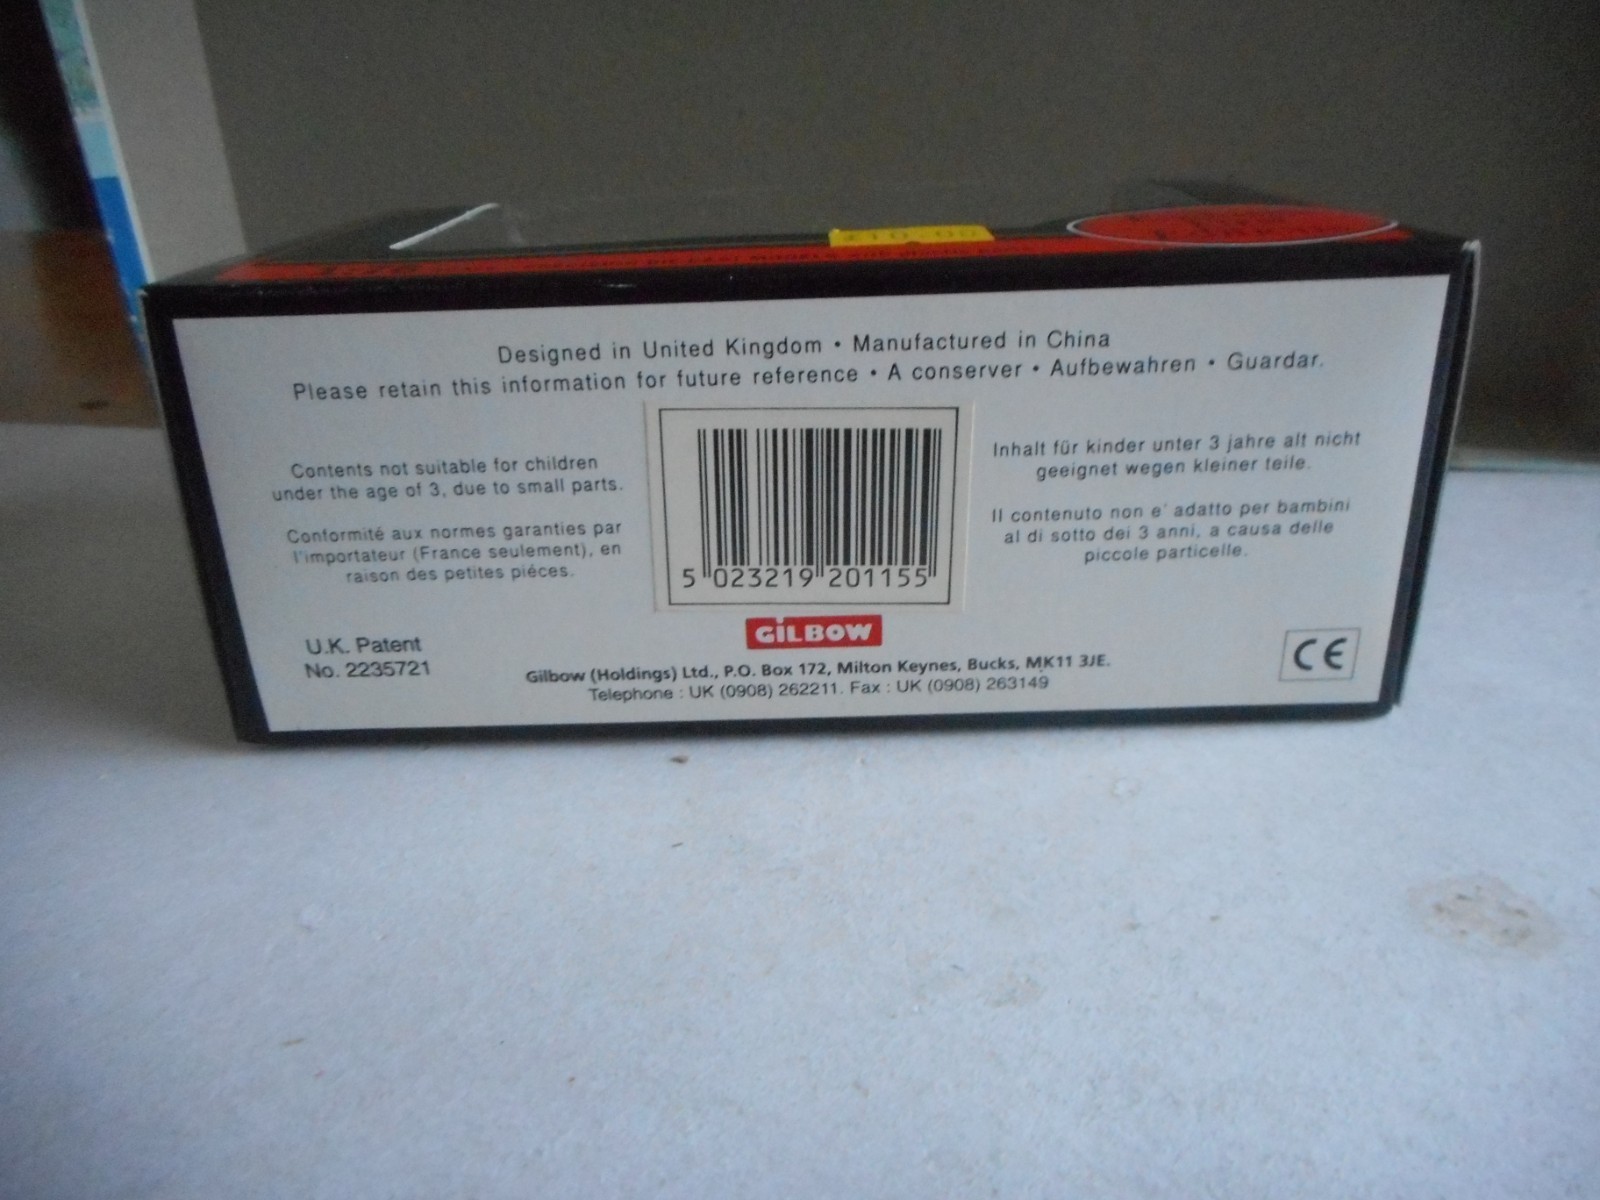 £10.00
1:76
Designed in United Kingdom • Manufactured in China
Please retain this information for future reference • A conserver • Aufbewahren • Guardar.
Contents not suitable for children
under the age of 3, due to small parts.
Conformité aux normes garanties par
l'importateur (France seulement), en
raison des petites piéces.
5 023219 201155
Inhalt für kinder unter 3 jahre alt nicht
geeignet wegen kleiner teile.
Il contenuto non e' adatto per bambini
al di sotto dei 3 anni, a causa delle
piccole particelle.
U.K. Patent
No. 2235721
GILBOW
Gilbow (Holdings) Ltd., P.O. Box 172, Milton Keynes, Bucks, MK11 3JE.
Telephone : UK (0908) 262211. Fax : UK (0908) 263149
CE